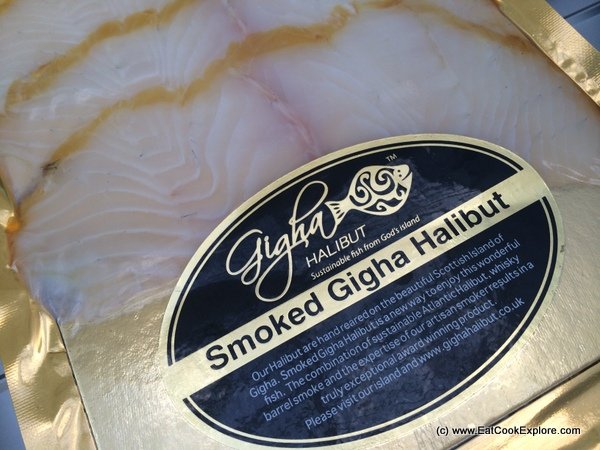 TM
Gigha
HALIBUT
Sustainable fish from God's island
Smoked Gigha Halibut
Our Halibut are hand reared on the beautiful Scottish Island of
Gigha. Smoked Gigha Halibut is a new way to enjoy this wonderful
fish. The combination of sustainable Atlantic Halibut, whisky
barrel smoke and the expertise of our artisan smoker results in a
truly exceptional award winning product.
Please visit our island and www.gighahalibut.co.uk
(c) www.EatCookExplore.com